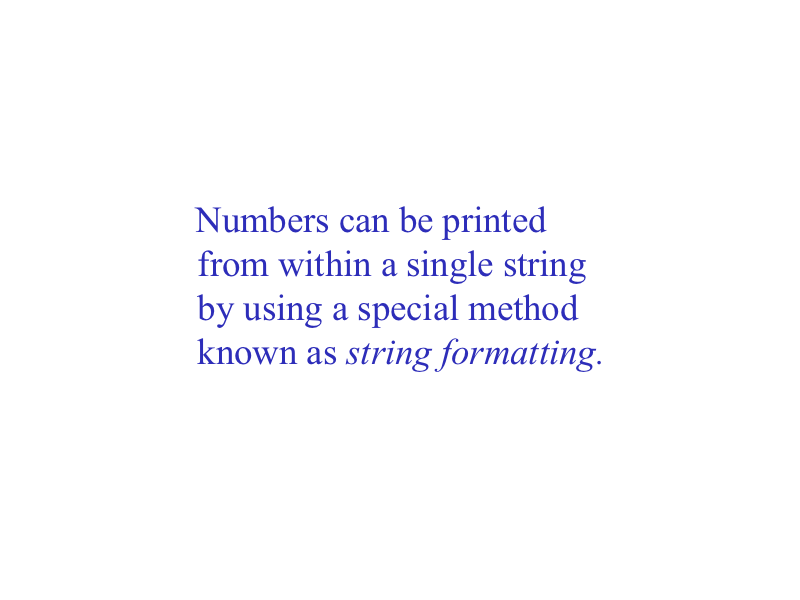 Numbers can be printed
from within a single string
by using a special method
known as string formatting.